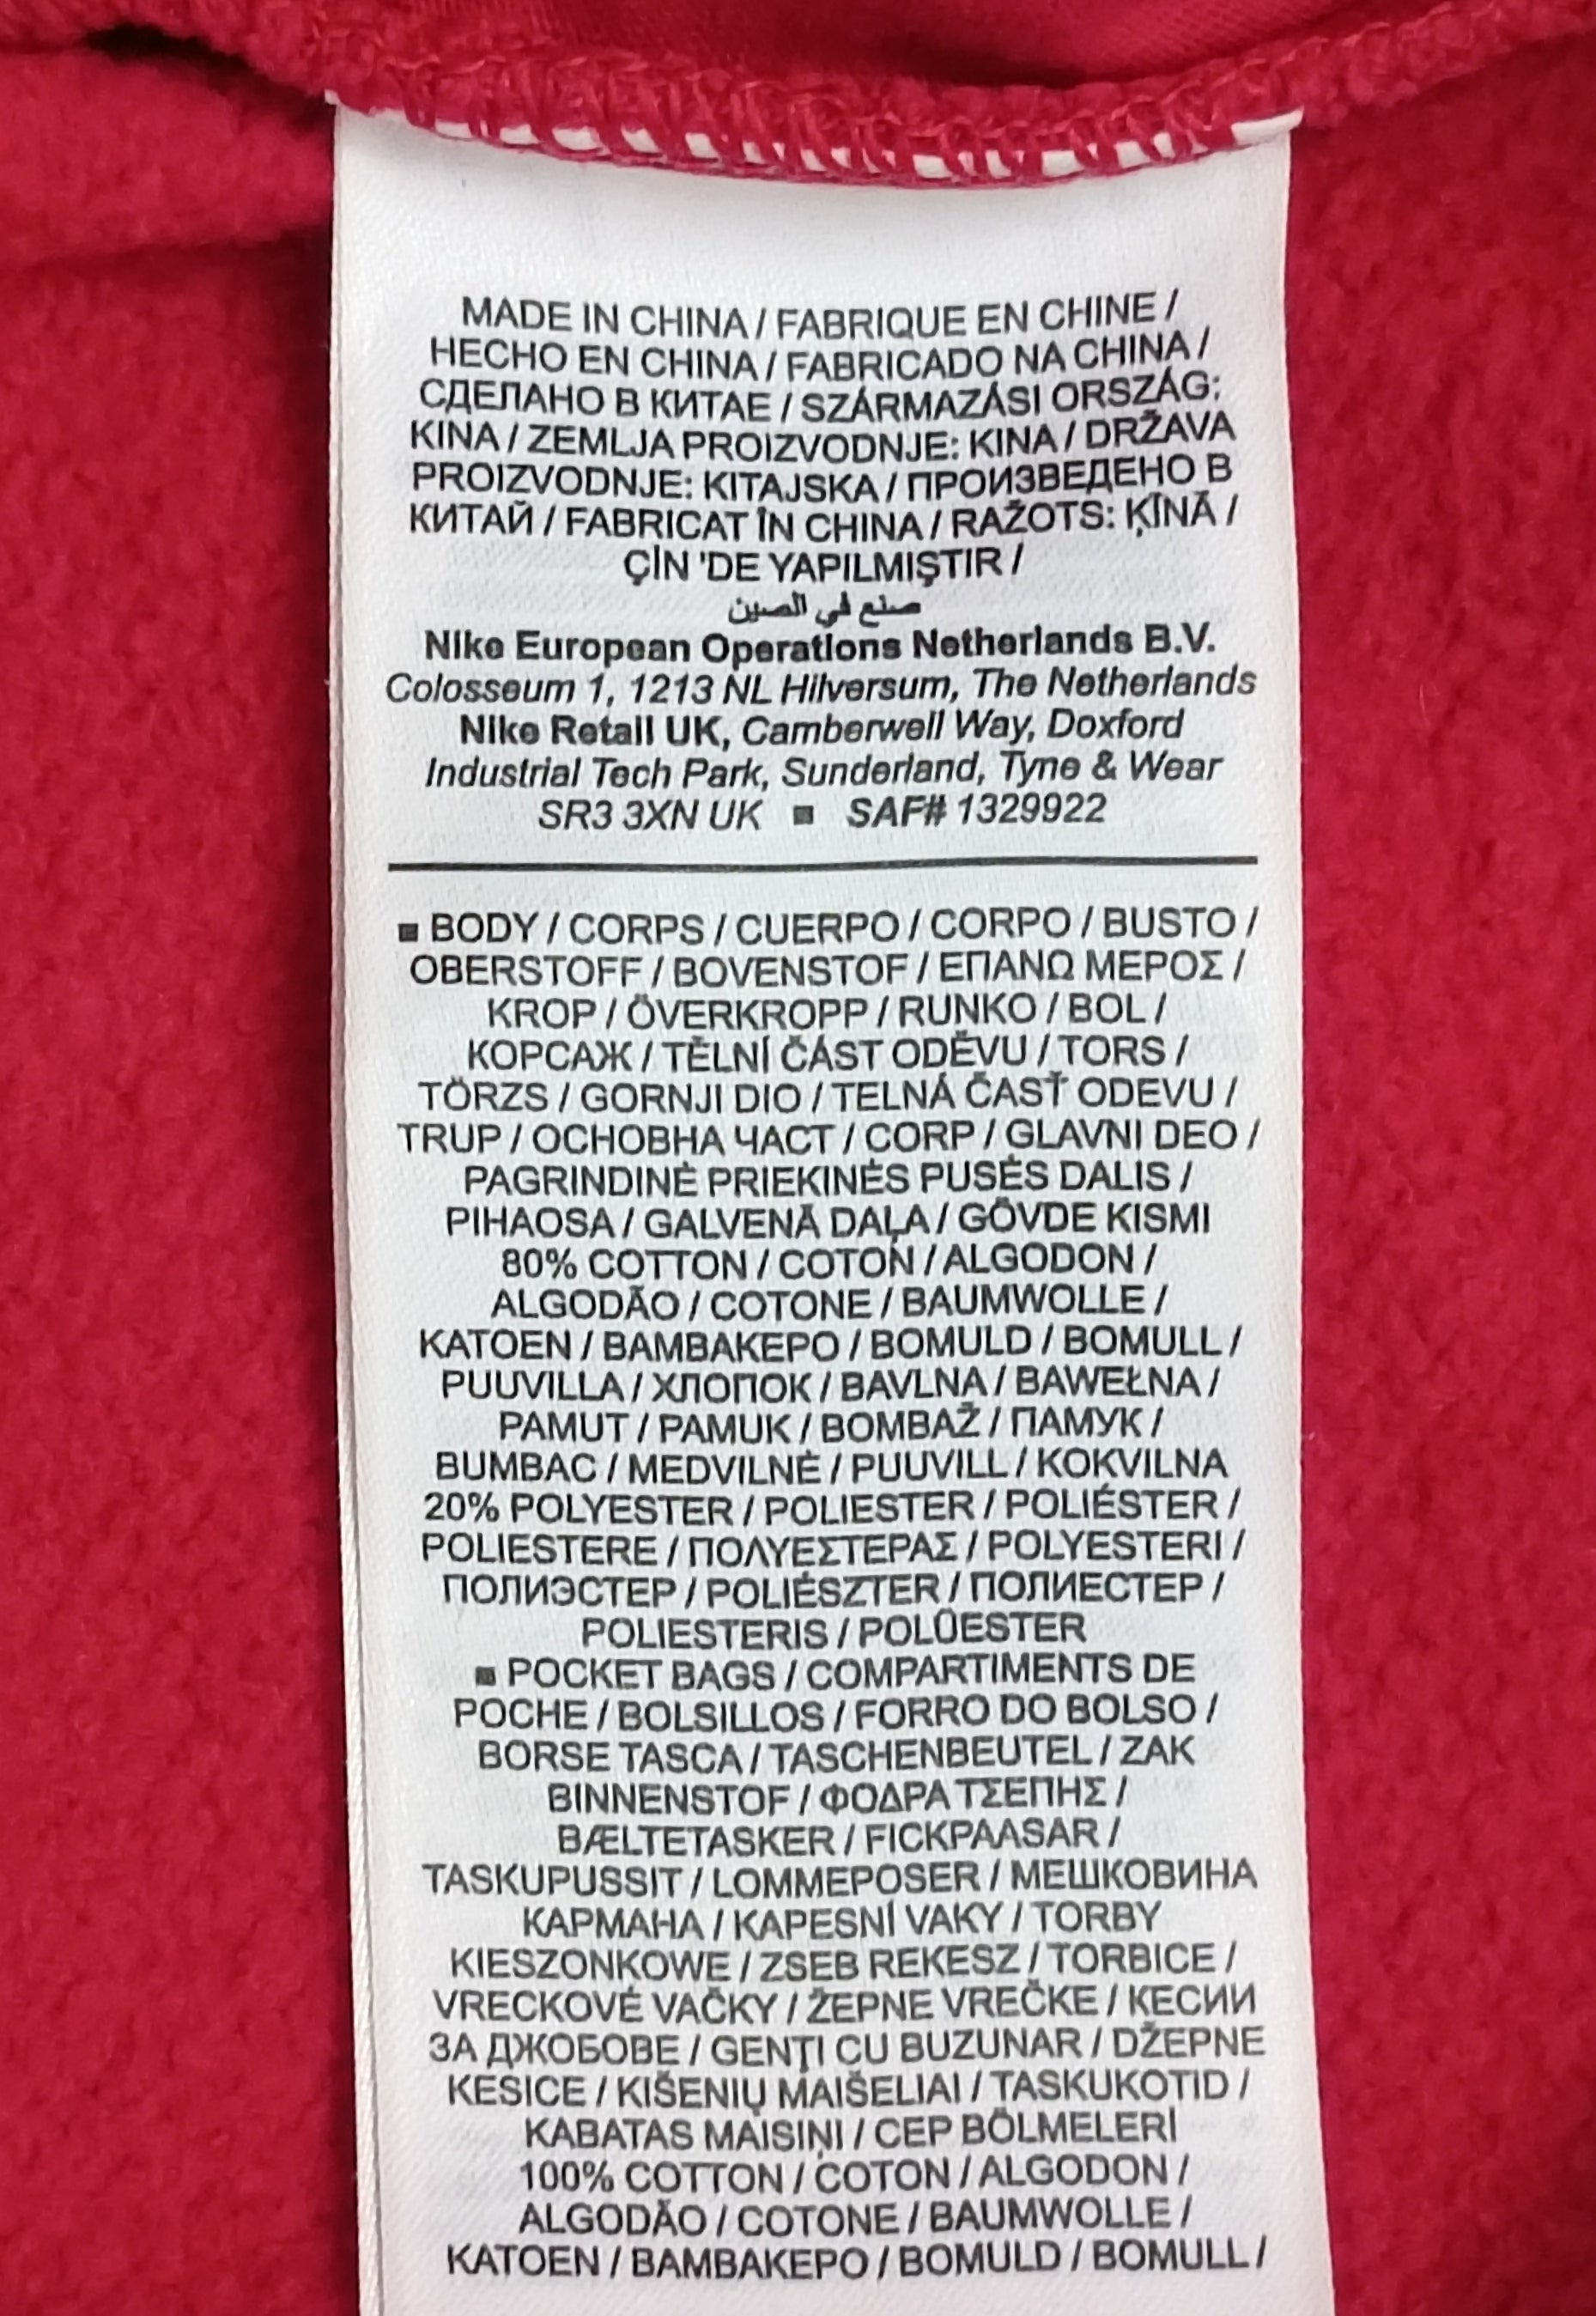 MADE IN CHINA / FABRIQUE EN CHINE /
HECHO EN CHINA / FABRICADO NA CHINA /
СДЕЛАНО В КИТАЕ / SZÁRMAZÁSI ORSZÁG:
KINA / ZEMLJA PROIZVODNJE: KINA / DRŽAVA
PROIZVODNJE: KITAJSKA / ПРОИЗВЕДЕНО В
КИТАЙ / FABRICAT ÎN CHINA / RAŽOTS: ĶĪNĀ /
ÇİN 'DE YAPILMIŞTIR /
صنع في الصين
Nike European Operations Netherlands B.V.
Colosseum 1, 1213 NL Hilversum, The Netherlands
Nike Retail UK, Camberwell Way, Doxford
Industrial Tech Park, Sunderland, Tyne & Wear
SR3 3XN UK ■ SAF# 1329922
■ BODY / CORPS / CUERPO / CORPO / BUSTO /
OBERSTOFF / BOVENSTOF / ΕΠΑΝΩ ΜΕΡΟΣ /
KROP / ÖVERKROPP / RUNKO / BOL /
КОРСАЖ / TĚLNÍ ČÁST ODĚVU / TORS /
TÖRZS / GORNJI DIO / TELNÁ ČASŤ ODEVU /
TRUP / ОСНОВНА ЧАСТ / CORP / GLAVNI DEO /
PAGRINDINĖ PRIEKINĖS PUSĖS DALIS /
PIHAOSA / GALVENĀ DAĻA / GÖVDE KISMI
80% COTTON / COTON / ALGODON /
ALGODÃO / COTONE / BAUMWOLLE /
KATOEN / ΒΑΜΒΑΚΕΡΟ / BOMULD / BOMULL /
PUUVILLA / ХЛОПОК / BAVLNA / BAWEŁNA /
PAMUT / PAMUK / BOMBAŽ / ПАМУК /
BUMBAC / MEDVILNĖ / PUUVILL / KOKVILNA
20% POLYESTER / POLIESTER / POLIÉSTER /
POLIESTERE / ΠΟΛΥΕΣΤΕΡΑΣ / POLYESTERI /
ПОЛИЭСТЕР / POLIÉSZTER / ПОЛИЕСТЕР /
POLIESTERIS / POLÜESTER
■ POCKET BAGS / COMPARTIMENTS DE
POCHE / BOLSILLOS / FORRO DO BOLSO /
BORSE TASCA / TASCHENBEUTEL / ZAK
BINNENSTOF / ΦΟΔΡΑ ΤΣΕΠΗΣ /
BÆLTETASKER / FICKPAASAR /
TASKUPUSSIT / LOMMEPOSER / МЕШКОВИНА
КАРМАНА / KAPESNÍ VAKY / TORBY
KIESZONKOWE / ZSEB REKESZ / TORBICE /
VRECKOVÉ VAČKY / ŽEPNE VREČKE / КЕСИИ
ЗА ДЖОБОВЕ / GENŢI CU BUZUNAR / DŽEPNE
KESICE / KIŠENIŲ MAIŠELIAI / TASKUKOTID /
KABATAS MAISIŅI / CEP BÖLMELERİ
100% COTTON / COTON / ALGODON /
ALGODÃO / COTONE / BAUMWOLLE /
KATOEN / ΒΑΜΒΑΚΕΡΟ / BOMULD / BOMULL /